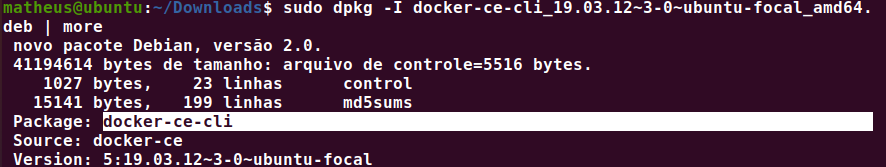 matheus@ubuntu:~/Downloads$ sudo dpkg -I docker-ce-cli_19.03.12~3-0~ubuntu-focal_amd64.
deb | more
novo pacote Debian, versão 2.0.
41194614 bytes de tamanho: arquivo de controle=5516 bytes.
1027 bytes,    23 linhas      control
15141 bytes,   199 linhas      md5sums
Package: docker-ce-cli
Source: docker-ce
Version: 5:19.03.12~3-0~ubuntu-focal